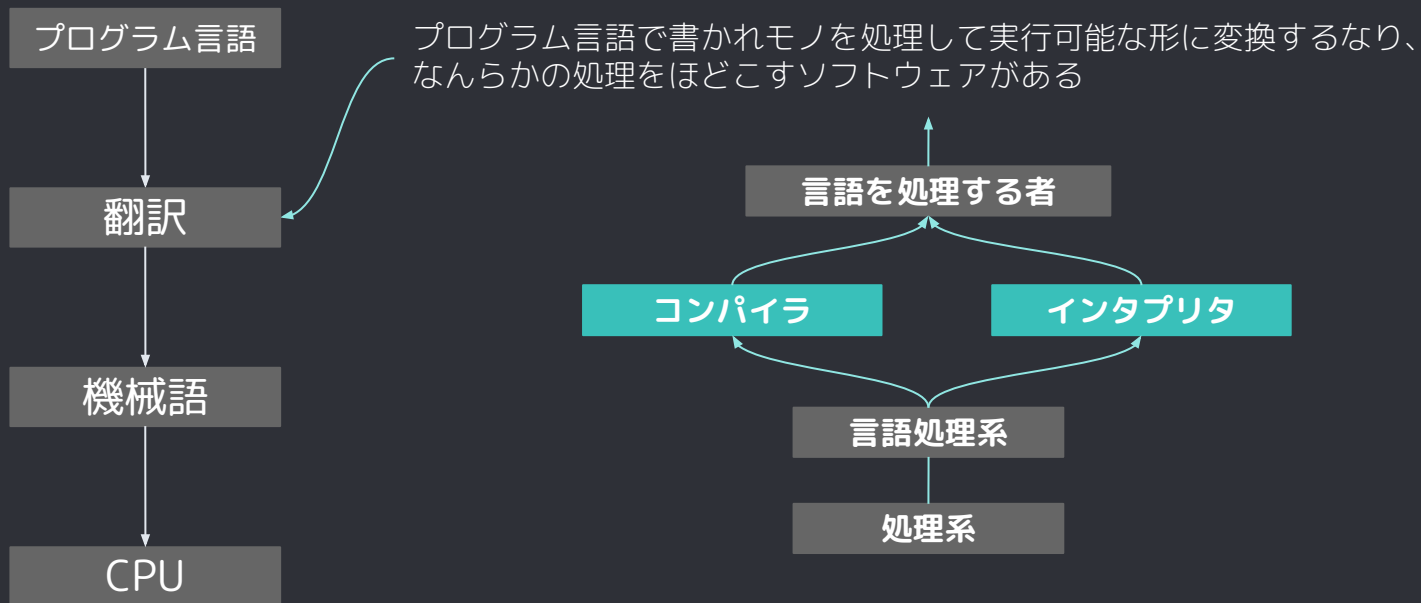 プログラム言語
プログラム言語で書かれモノを処理して実行可能な形に変換するなり、
なんらかの処理をほどこすソフトウェアがある
言語を処理する者
翻訳
コンパイラ
インタプリタ
機械語
言語処理系
処理系
CPU